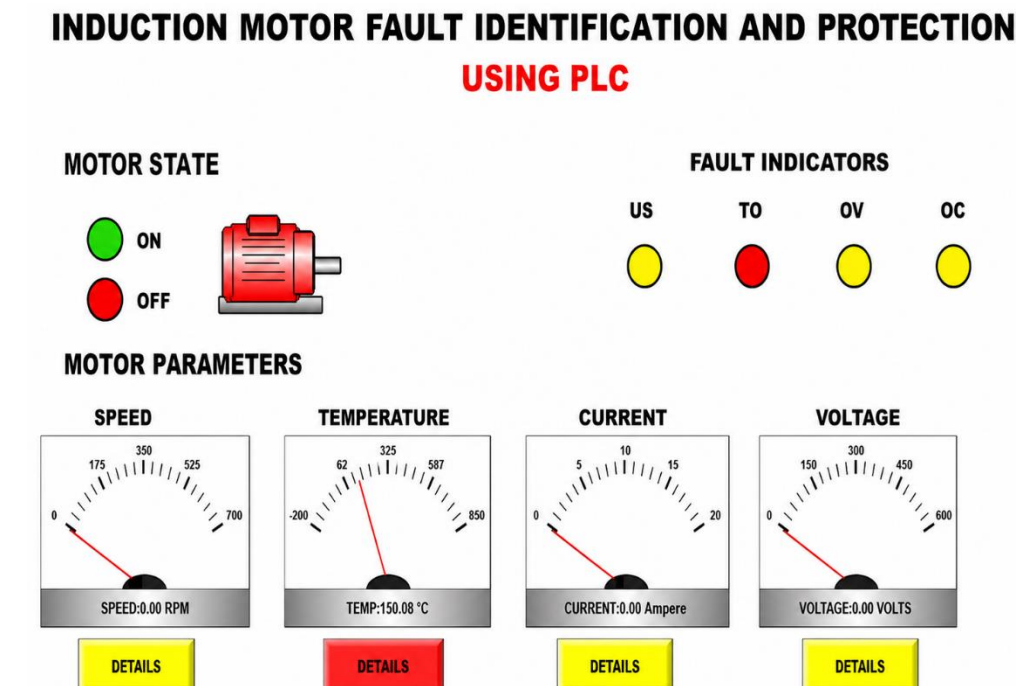 INDUCTION MOTOR FAULT IDENTIFICATION AND PROTECTION
USING PLC
MOTOR STATE
ON
OFF
FAULT INDICATORS
US TO OV OC
MOTOR PARAMETERS
SPEED
0 175 350 525 700
SPEED:0.00 RPM
DETAILS
TEMPERATURE
-200 62 325 587 850
TEMP:150.08 °C
DETAILS
CURRENT
0 5 10 15 20
CURRENT:0.00 Ampere
DETAILS
VOLTAGE
0 150 300 450 600
VOLTAGE:0.00 VOLTS
DETAILS